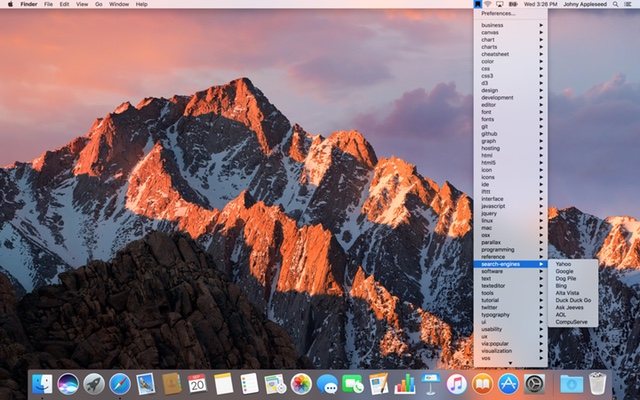 Finder File Edit View Go Window Help
Wed 3:26 PM Johny Appleseed
Preferences...
business
canvas
chart
charts
cheatsheet
color
css
css3
d3
design
development
editor
font
fonts
git
github
graph
hosting
html
html5
icon
icons
ide
ifttt
interface
javascript
jquery
linux
mac
osx
parallax
programming
reference
search-engines
software
text
texteditor
tools
tutorial
twitter
typography
ui
usability
ux
via:popular
visualization
vos
Yahoo
Google
Dog Pile
Bing
Alta Vista
Duck Duck Go
Ask Jeeves
AOL
CompuServe
SEP
20